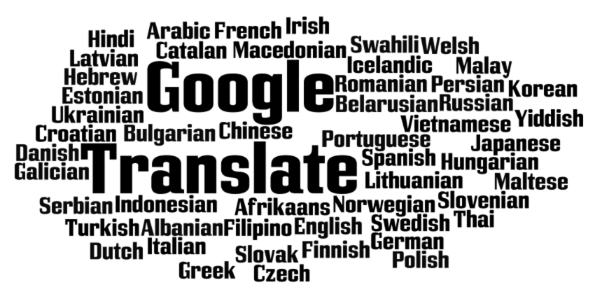 Hindi Arabic French Irish
Latvian Catalan Macedonian Swahili Welsh
Hebrew Google Icelandic Malay
Estonian Romanian Persian Korean
Ukrainian Belarusian Russian
Croatian Bulgarian Chinese Vietnamese Yiddish
Danish Translate Portuguese Japanese
Galician Spanish Hungarian
Lithuanian Maltese
Serbian Indonesian Afrikaans Norwegian Slovenian
Turkish Albanian Filipino English Swedish Thai
Dutch Italian Slovak Finnish German
Greek Czech Polish